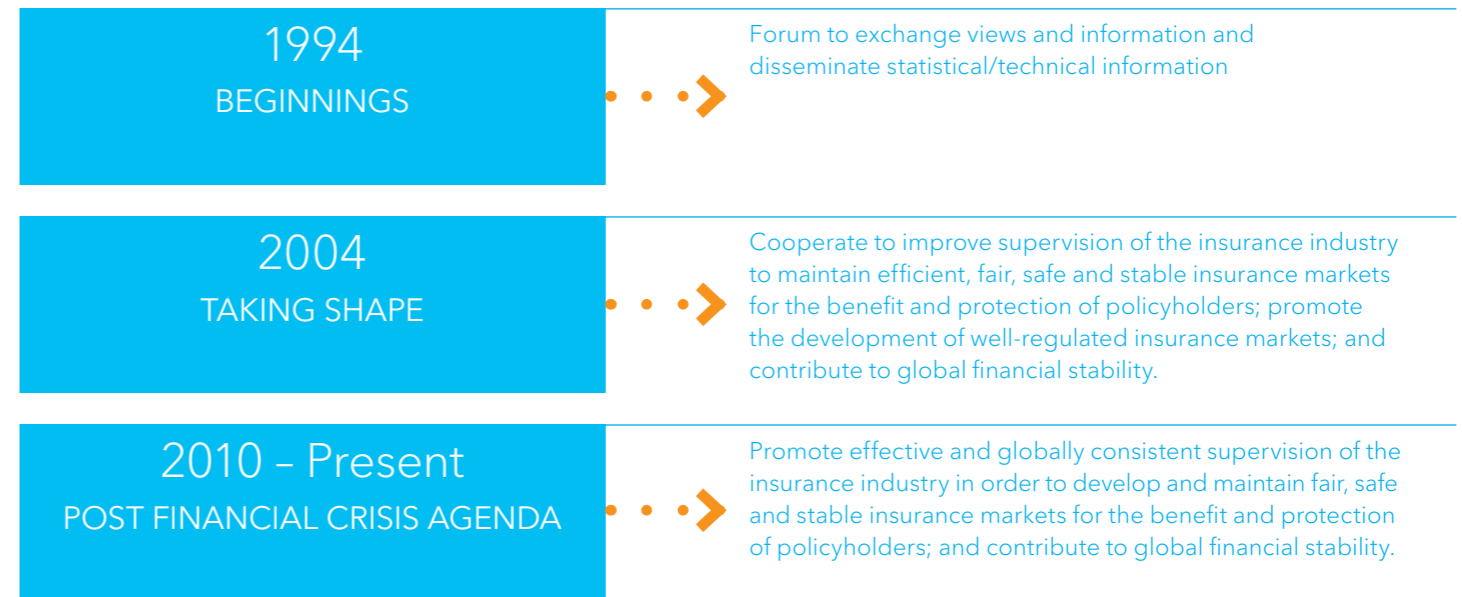 1994
BEGINNINGS
Forum to exchange views and information and
disseminate statistical/technical information
2004
TAKING SHAPE
Cooperate to improve supervision of the insurance industry
to maintain efficient, fair, safe and stable insurance markets
for the benefit and protection of policyholders; promote
the development of well-regulated insurance markets; and
contribute to global financial stability.
2010 – Present
POST FINANCIAL CRISIS AGENDA
Promote effective and globally consistent supervision of the
insurance industry in order to develop and maintain fair, safe
and stable insurance markets for the benefit and protection
of policyholders; and contribute to global financial stability.